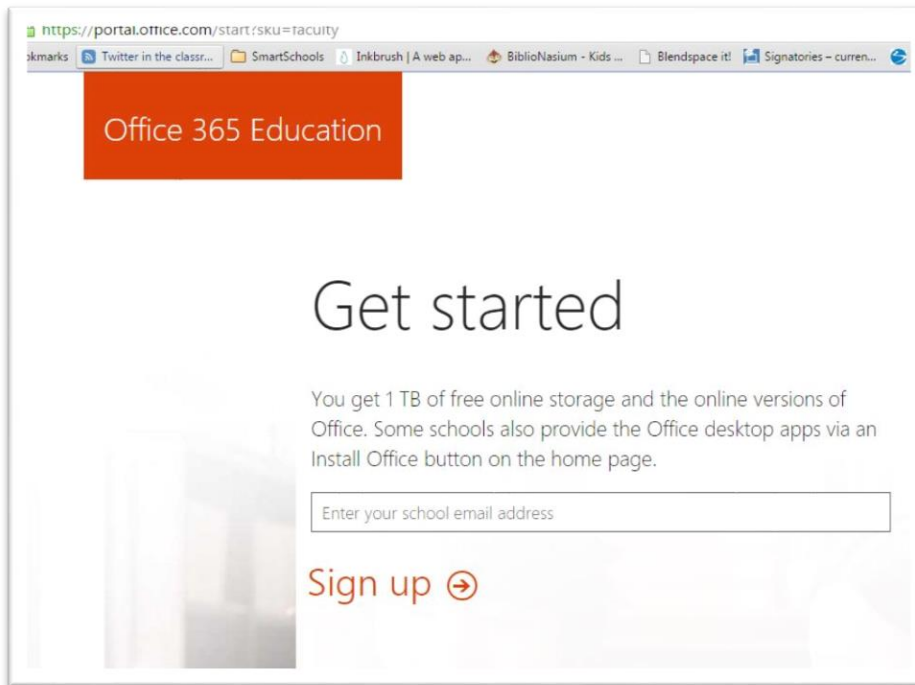 https://portal.office.com/start?sku=faculty
okmarks Twitter in the classr... SmartSchools Inkbrush | A web ap... BiblioNasium - Kids ... Blendspace it! Signatories – curren...
Office 365 Education
Get started
You get 1 TB of free online storage and the online versions of
Office. Some schools also provide the Office desktop apps via an
Install Office button on the home page.
Enter your school email address
Sign up